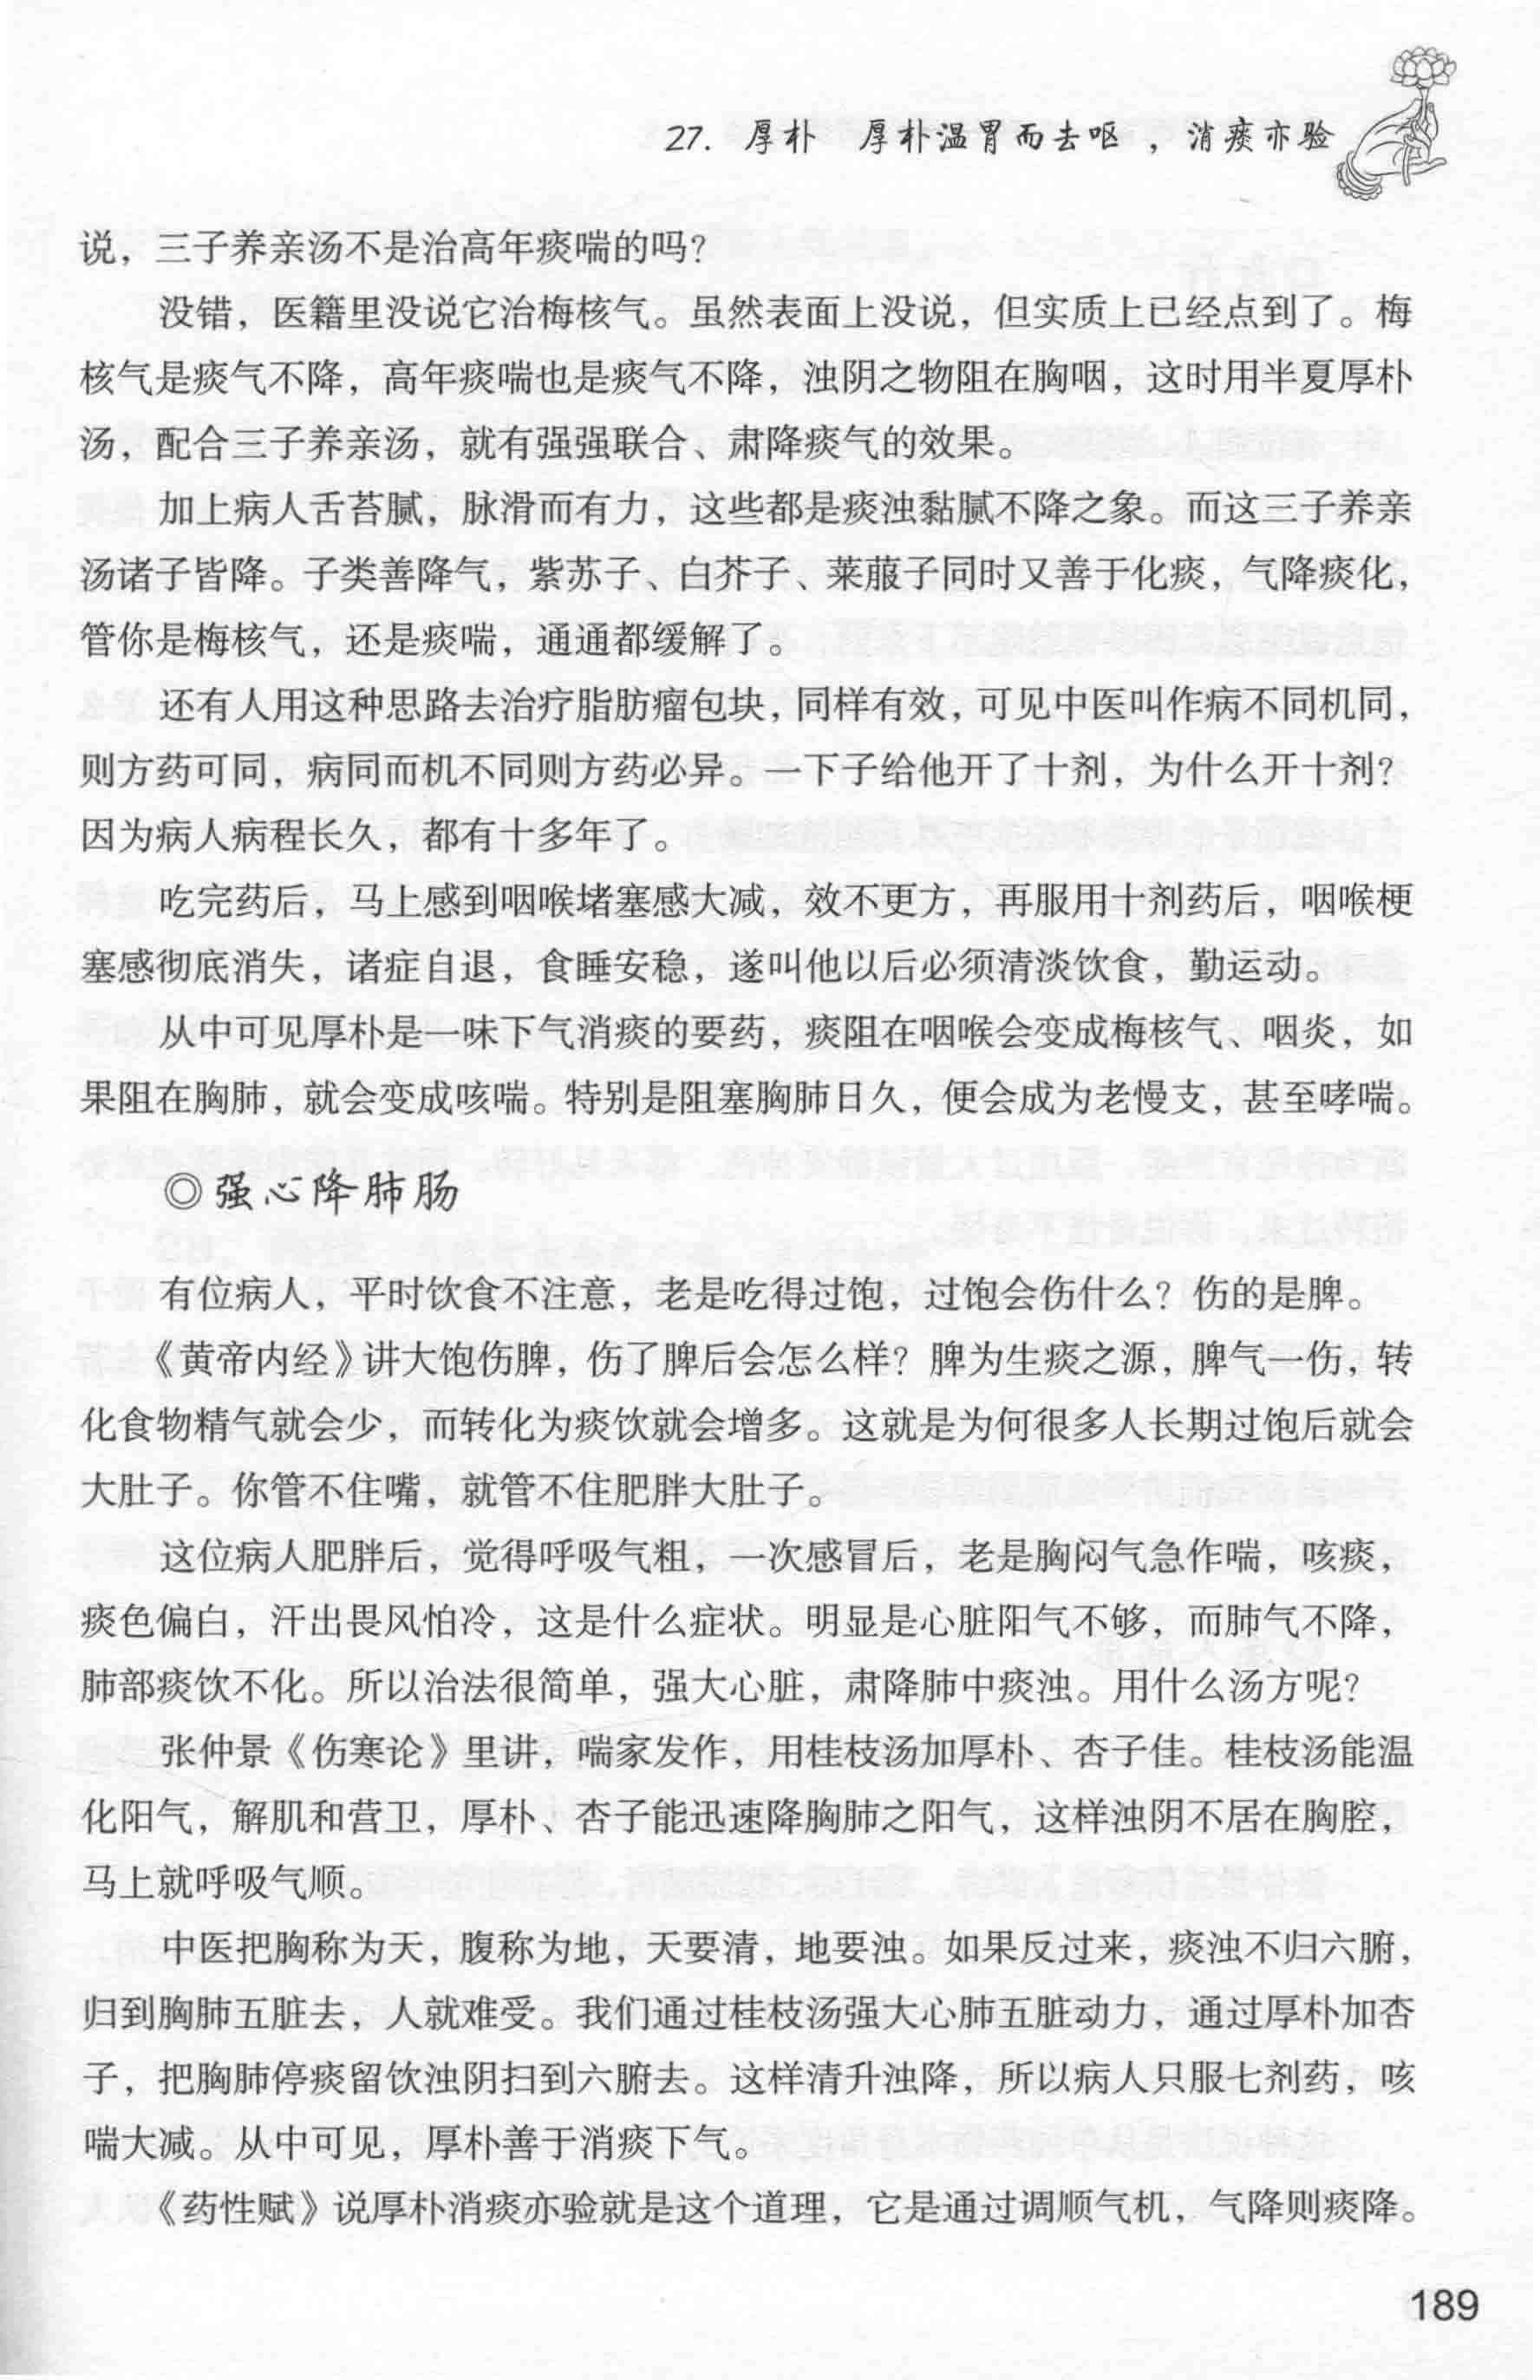 27. 厚朴 厚朴温胃而去呕，消痰亦验
说，三子养亲汤不是治高年痰喘的吗？
没错，医籍里没说它治梅核气。虽然表面上没说，但实质上已经点到了。梅
核气是痰气不降，高年痰喘也是痰气不降，浊阴之物阻在胸咽，这时用半夏厚朴
汤，配合三子养亲汤，就有强强联合、肃降痰气的效果。
加上病人舌苔腻，脉滑而有力，这些都是痰浊黏腻不降之象。而这三子养亲
汤诸子皆降。子类善降气，紫苏子、白芥子、莱菔子同时又善于化痰，气降痰化，
管你是梅核气，还是痰喘，通通都缓解了。
还有人用这种思路去治疗脂肪瘤包块，同样有效，可见中医叫作病不同机同，
则方药可同，病同而机不同则方药必异。一下子给他开了十剂，为什么开十剂？
因为病人病程长久，都有十多年了。
吃完药后，马上感到咽喉堵塞感大减，效不更方，再服用十剂药后，咽喉梗
塞感彻底消失，诸症自退，食睡安稳，遂叫他以后必须清淡饮食，勤运动。
从中可见厚朴是一味下气消痰的要药，痰阻在咽喉会变成梅核气、咽炎，如
果阻在胸肺，就会变成咳喘。特别是阻塞胸肺日久，便会成为老慢支，甚至哮喘。
◎强心降肺肠
有位病人，平时饮食不注意，老是吃得过饱，过饱会伤什么？伤的是脾。
《黄帝内经》讲大饱伤脾，伤了脾后会怎么样？脾为生痰之源，脾气一伤，转
化食物精气就会少，而转化为痰饮就会增多。这就是为何很多人长期过饱后就会
大肚子。你管不住嘴，就管不住肥胖大肚子。
这位病人肥胖后，觉得呼吸气粗，一次感冒后，老是胸闷气急作喘，咳痰，
痰色偏白，汗出畏风怕冷，这是什么症状。明显是心脏阳气不够，而肺气不降，
肺部痰饮不化。所以治法很简单，强大心脏，肃降肺中痰浊。用什么汤方呢？
张仲景《伤寒论》里讲，喘家发作，用桂枝汤加厚朴、杏子佳。桂枝汤能温
化阳气，解肌和营卫，厚朴、杏子能迅速降胸肺之阳气，这样浊阴不居在胸腔，
马上就呼吸气顺。
中医把胸称为天，腹称为地，天要清，地要浊。如果反过来，痰浊不归六腑，
归到胸肺五脏去，人就难受。我们通过桂枝汤强大心肺五脏动力，通过厚朴加杏
子，把胸肺停痰留饮浊阴扫到六腑去。这样清升浊降，所以病人只服七剂药，咳
喘大减。从中可见，厚朴善于消痰下气。
《药性赋》说厚朴消痰亦验就是这个道理，它是通过调顺气机，气降则痰降。
189